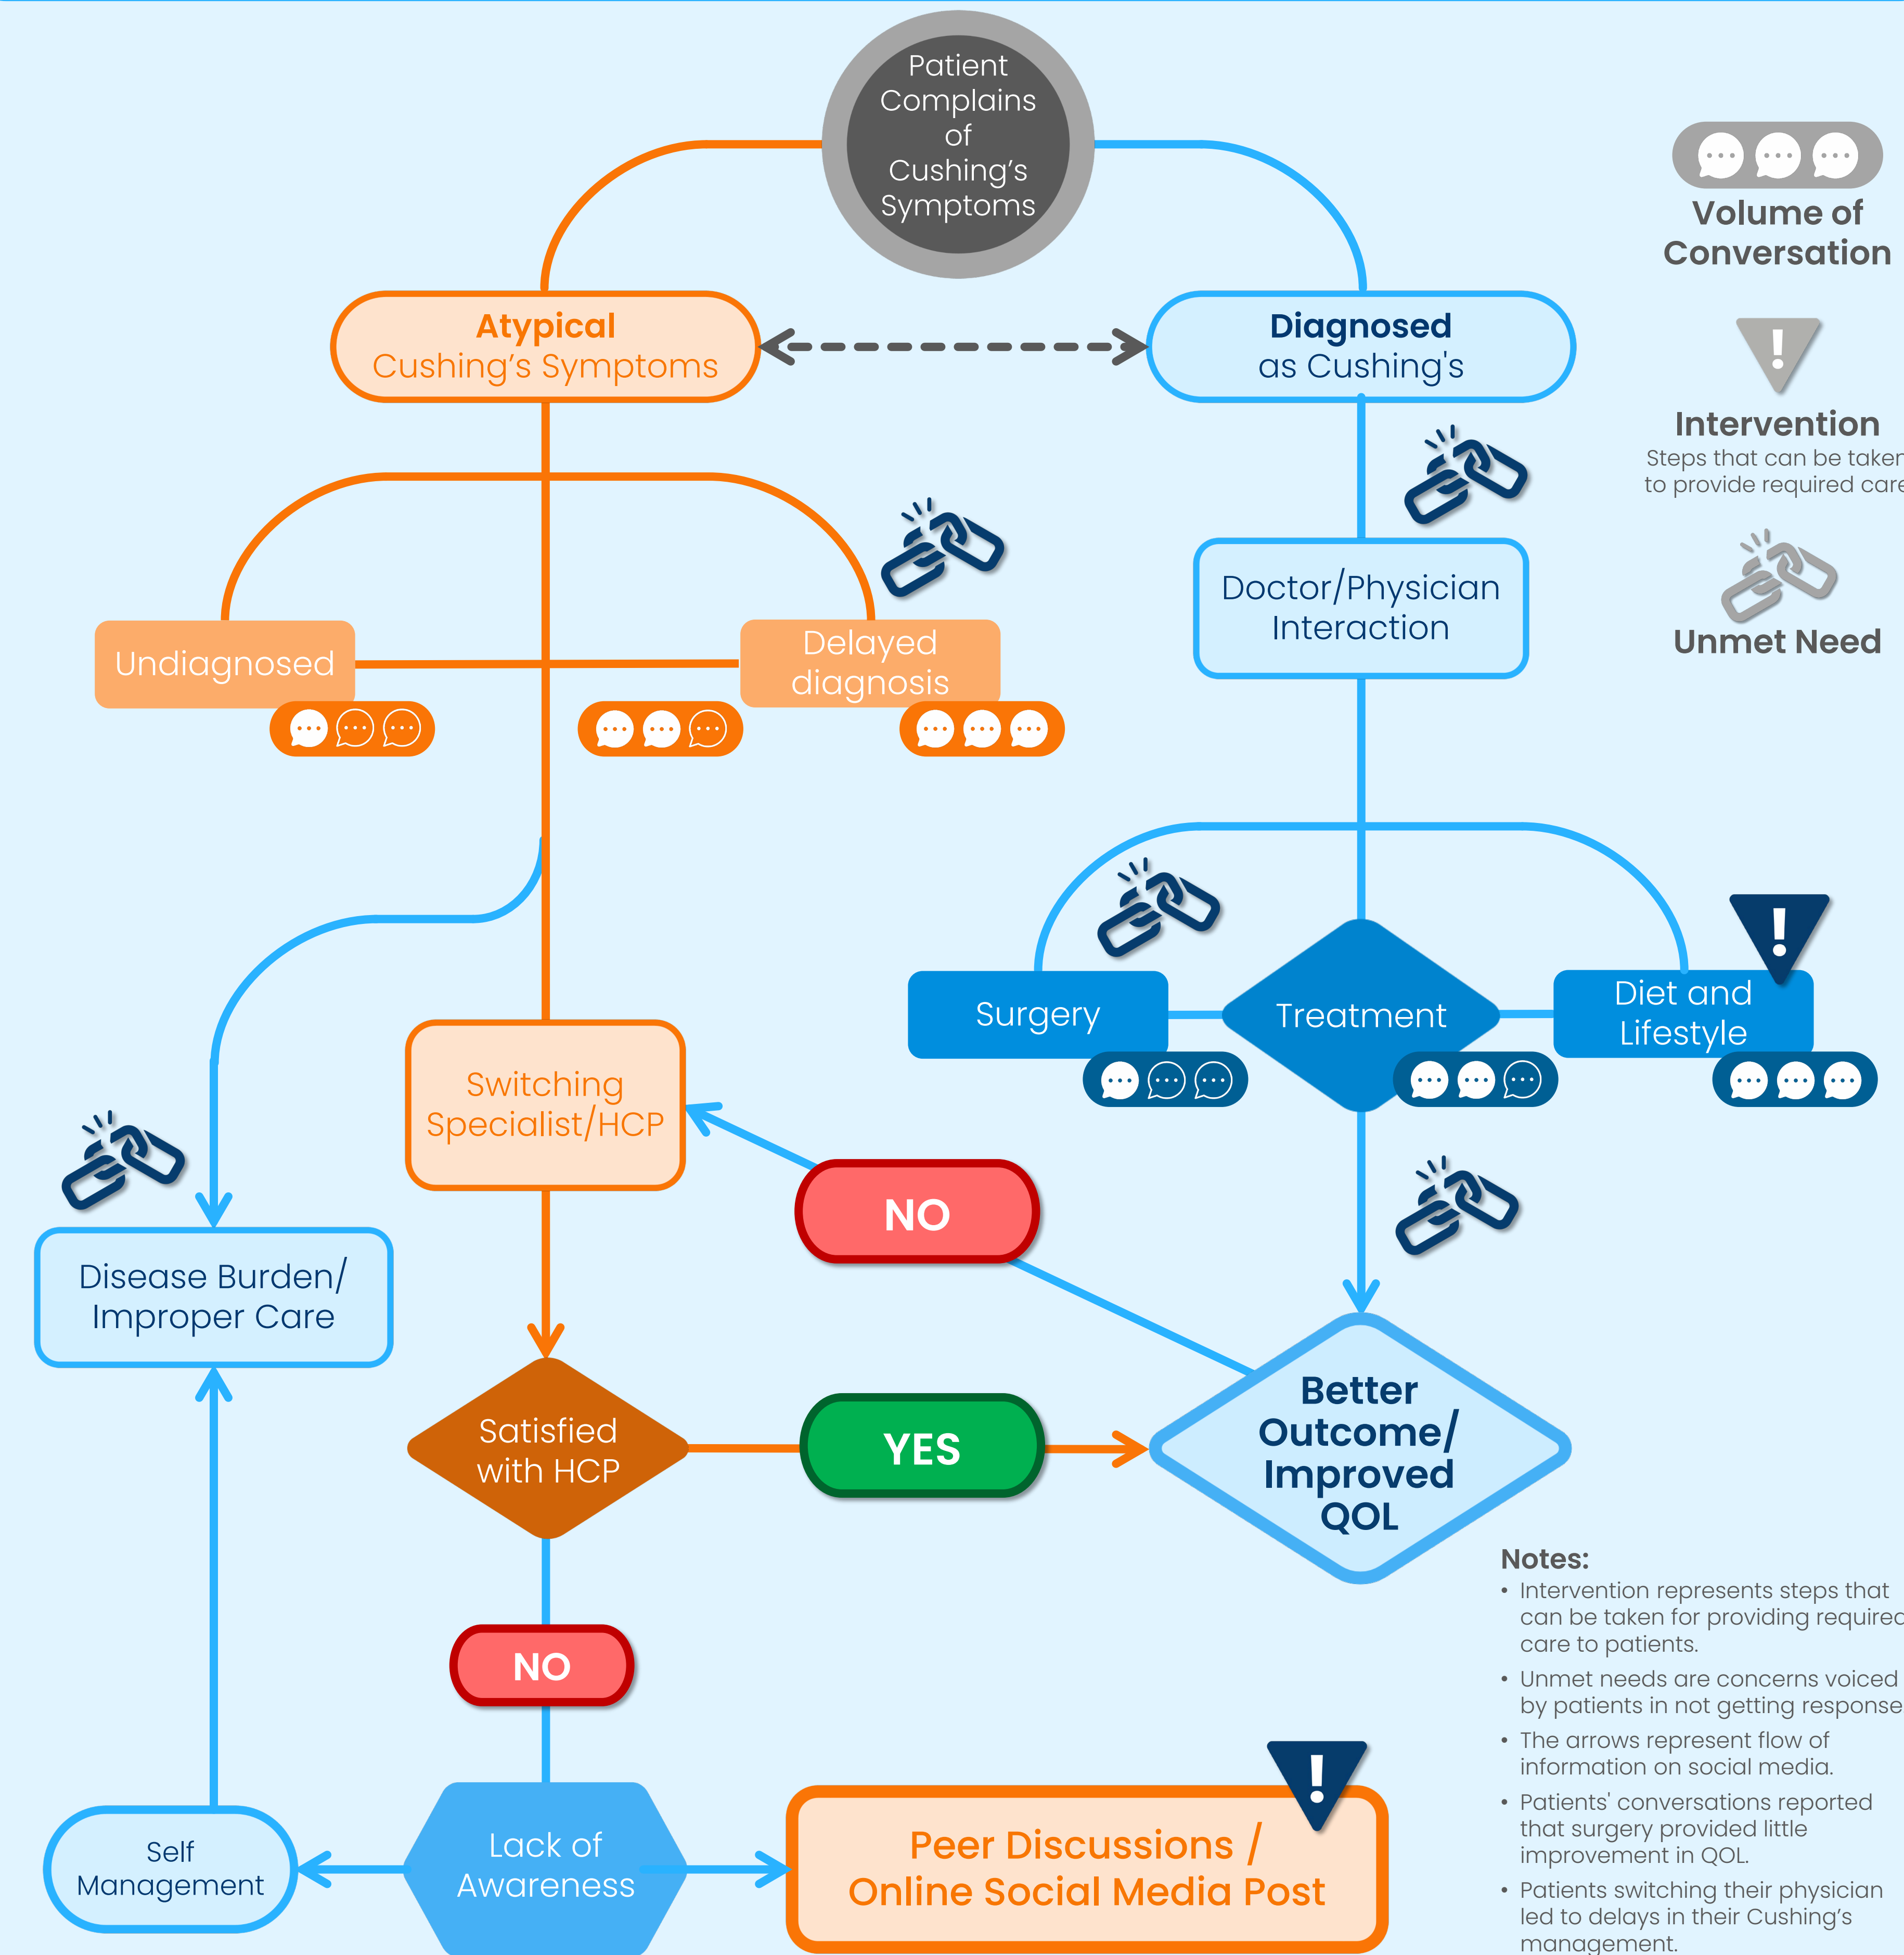 Patient
Complains
of
Cushing’s
Symptoms
Volume of
Conversation
Atypical
Cushing’s Symptoms
Diagnosed
as Cushing's
Intervention
Steps that can be taken
to provide required care
Unmet Need
Doctor/Physician
Interaction
Undiagnosed
Delayed
diagnosis
Surgery
Treatment
Diet and
Lifestyle
Switching
Specialist/HCP
NO
Disease Burden/
Improper Care
Satisfied
with HCP
YES
Better
Outcome/
Improved
QOL
NO
Self
Management
Lack of
Awareness
Peer Discussions /
Online Social Media Post
Notes:
• Intervention represents steps that
can be taken for providing required
care to patients.
• Unmet needs are concerns voiced
by patients in not getting response
• The arrows represent flow of
information on social media.
• Patients' conversations reported
that surgery provided little
improvement in QOL.
• Patients switching their physician
led to delays in their Cushing’s
management.